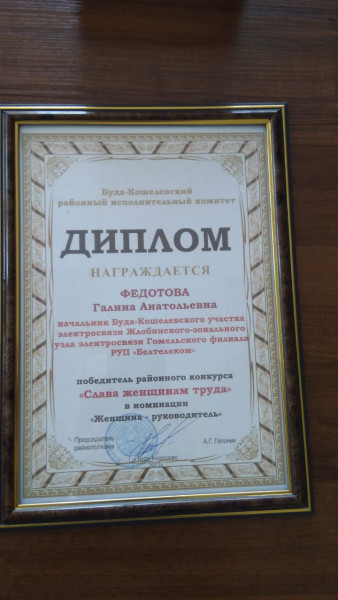 Буда-Кошелевский
районный исполнительный комитет
ДИПЛОМ
НАГРАЖДАЕТСЯ
ФЕДОТОВА
Галина Анатольевна
начальник Буда-Кошелевского участка
электросвязи Жлобинского-зонального
узла электросвязи Гомельского филиала
РУП «Белтелеком»
победитель районного конкурса
«Слава женщинам труда»
в номинации
«Женщина - руководитель»
Председатель
райисполкома
А.Г.